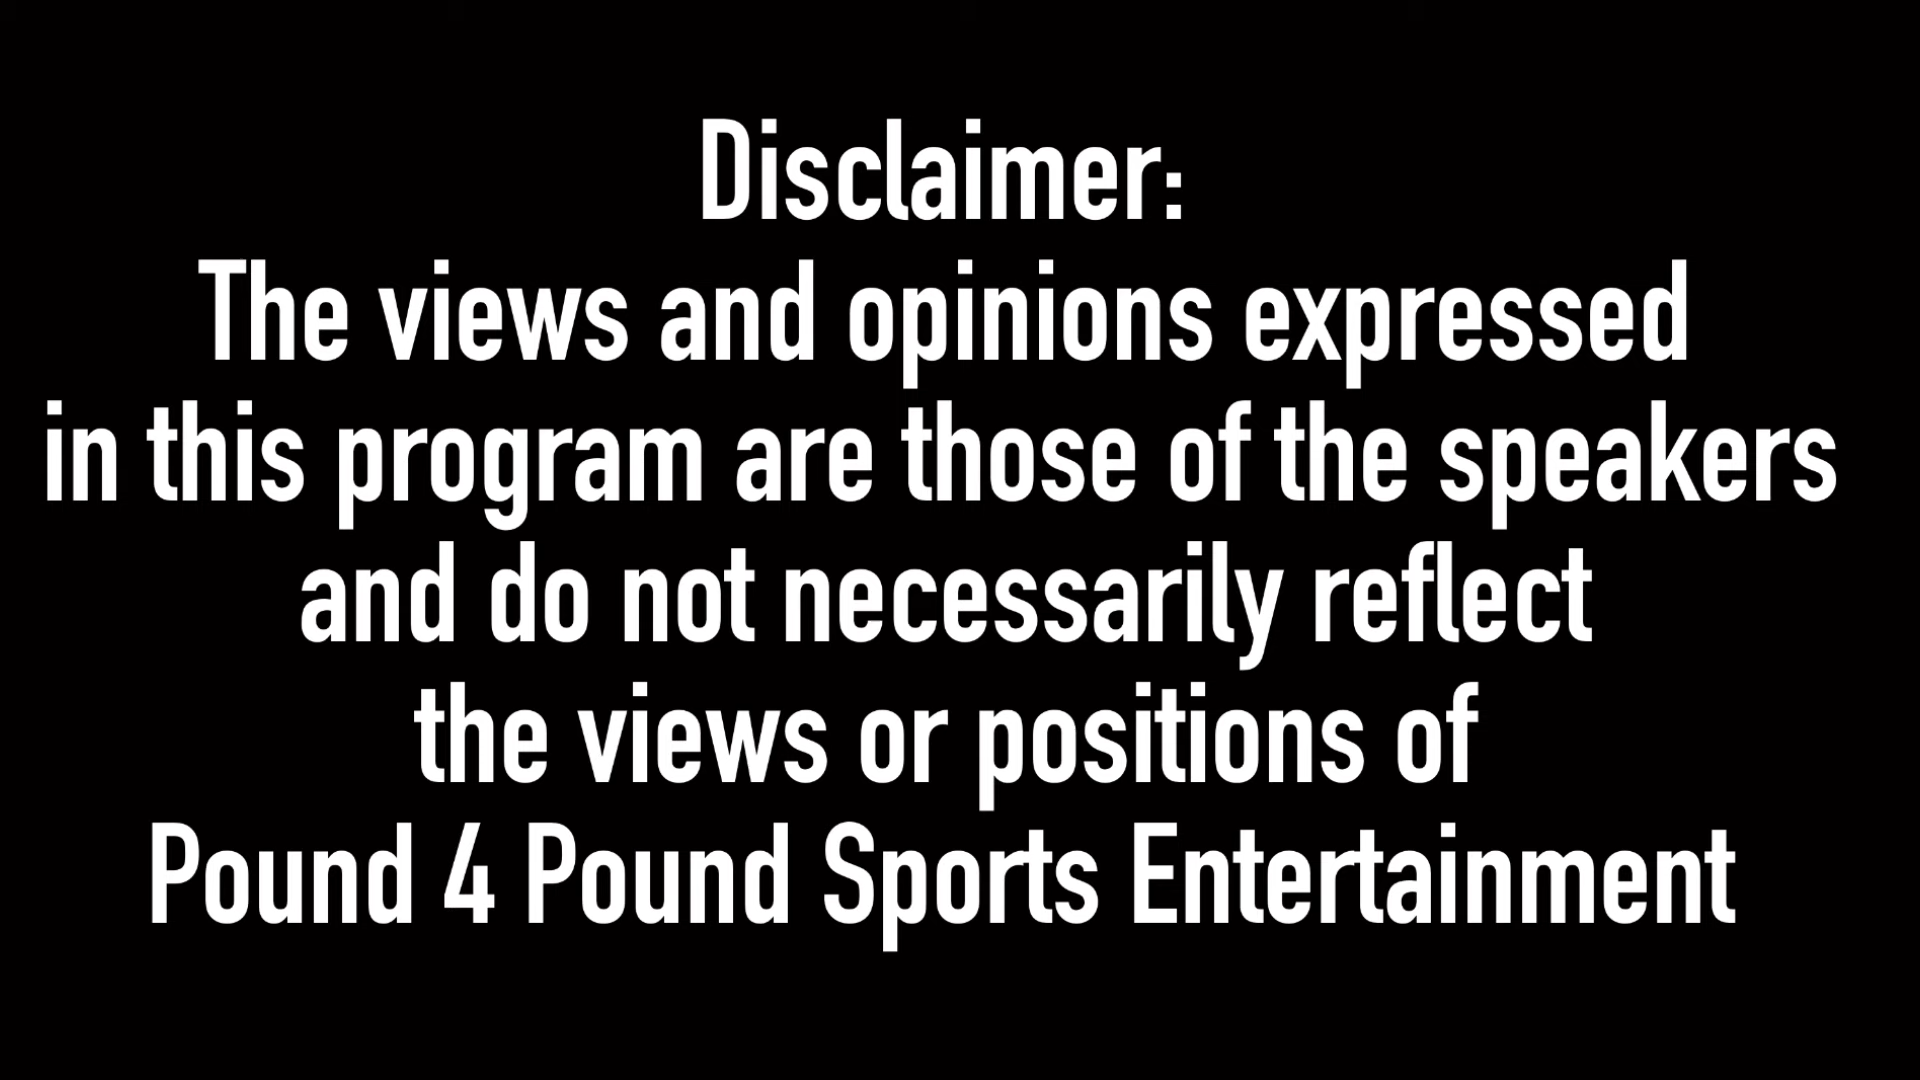 Disclaimer:
The views and opinions expressed
in this program are those of the speakers
and do not necessarily reflect
the views or positions of
Pound 4 Pound Sports Entertainment